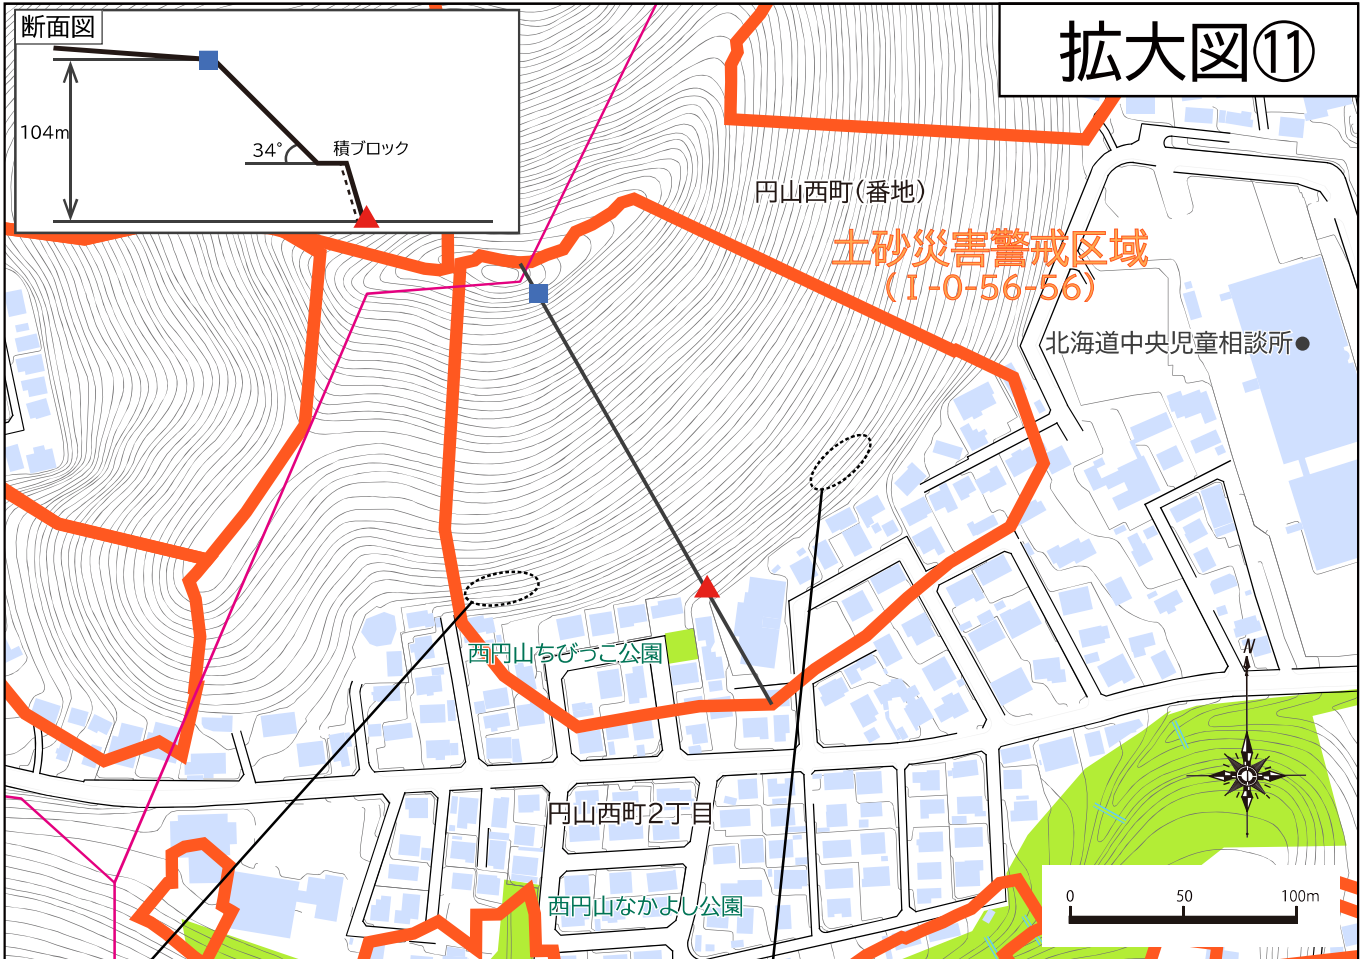 断面図
拡大図⑪
104m
34°
積ブロック
円山西町(番地)
土砂災害警戒区域
(Ⅰ-0-56-56)
北海道中央児童相談所
西円山ちびっこ公園
N
円山西町2丁目
西円山なかよし公園
0 50 100m